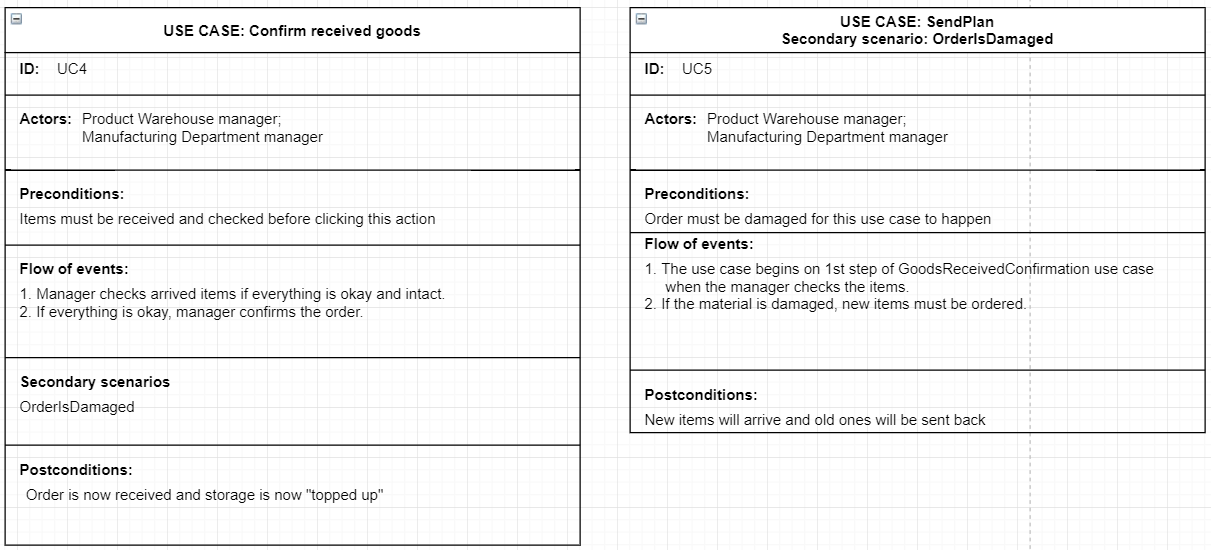 USE CASE: Confirm received goods
ID: UC4
Actors: Product Warehouse manager;
Manufacturing Department manager
Preconditions:
Items must be received and checked before clicking this action
Flow of events:
1. Manager checks arrived items if everything is okay and intact.
2. If everything is okay, manager confirms the order.
Secondary scenarios
OrderIsDamaged
Postconditions:
Order is now received and storage is now "topped up"
USE CASE: SendPlan
Secondary scenario: OrderIsDamaged
ID: UC5
Actors: Product Warehouse manager;
Manufacturing Department manager
Preconditions:
Order must be damaged for this use case to happen
Flow of events:
1. The use case begins on 1st step of GoodsReceivedConfirmation use case
when the manager checks the items.
2. If the material is damaged, new items must be ordered.
Postconditions:
New items will arrive and old ones will be sent back